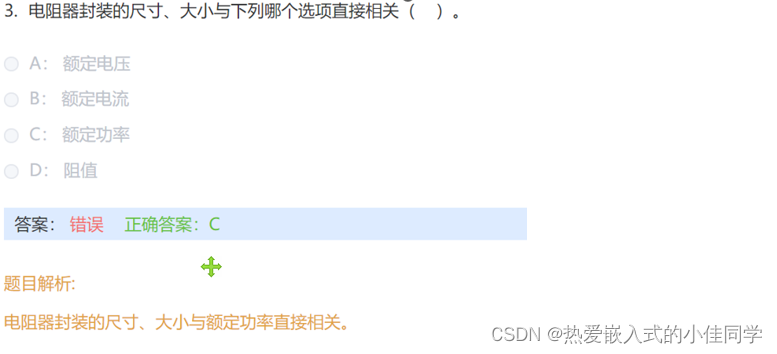 3. 电阻器封装的尺寸、大小与下列哪个选项直接相关（ ）。
A： 额定电压
B： 额定电流
C： 额定功率
D： 阻值
答案： 错误 正确答案：C
题目解析:
电阻器封装的尺寸、大小与额定功率直接相关。
CSDN @热爱嵌入式的小佳同学